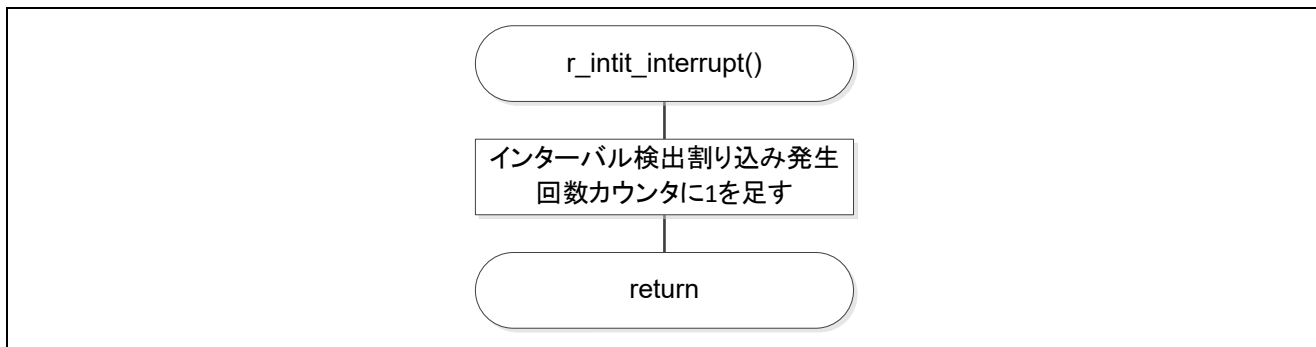 r_intit_interrupt()
インターバル検出割り込み発生
回数カウンタに1を足す
return